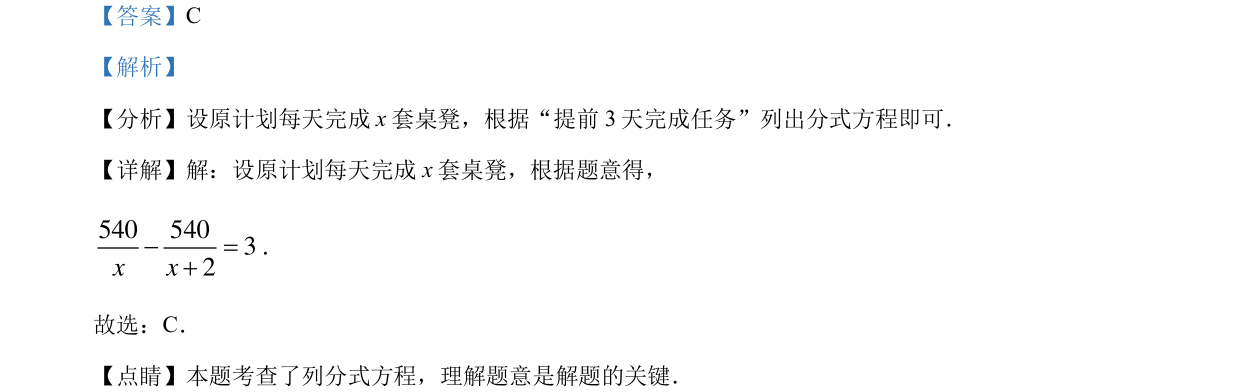 【答案】C
【解析】
【分析】设原计划每天完成 x 套桌凳，根据“提前 3 天完成任务”列出分式方程即可．
【详解】解：设原计划每天完成 x 套桌凳，根据题意得，
540/x − 540/(x+2) = 3．
故选：C．
【点睛】本题考查了列分式方程，理解题意是解题的关键．